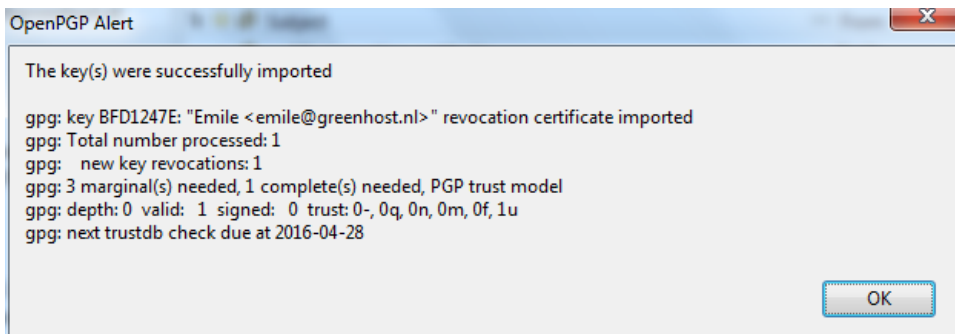 OpenPGP Alert
The key(s) were successfully imported
gpg: key BFD1247E: "Emile <emile@greenhost.nl>" revocation certificate imported
gpg: Total number processed: 1
gpg:    new key revocations: 1
gpg: 3 marginal(s) needed, 1 complete(s) needed, PGP trust model
gpg: depth: 0  valid:   1  signed:   0  trust: 0-, 0q, 0n, 0m, 0f, 1u
gpg: next trustdb check due at 2016-04-28
OK